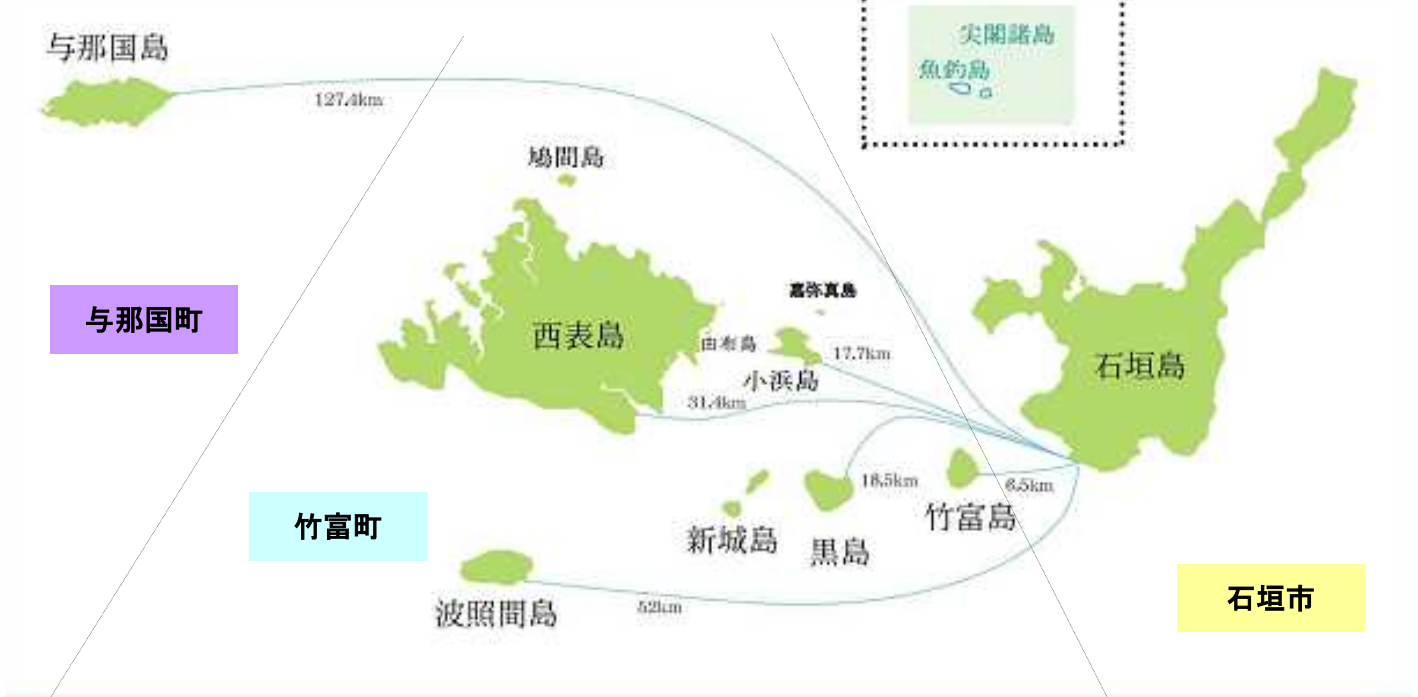 尖閣諸島
与那国島
魚釣島
127.4km
鳩間島
嘉弥真島
与那国町
西表島
由布島
17.7km
石垣島
小浜島
31.4km
18.5km
6.5km
竹富島
竹富町
新城島
黒島
波照間島
52km
石垣市